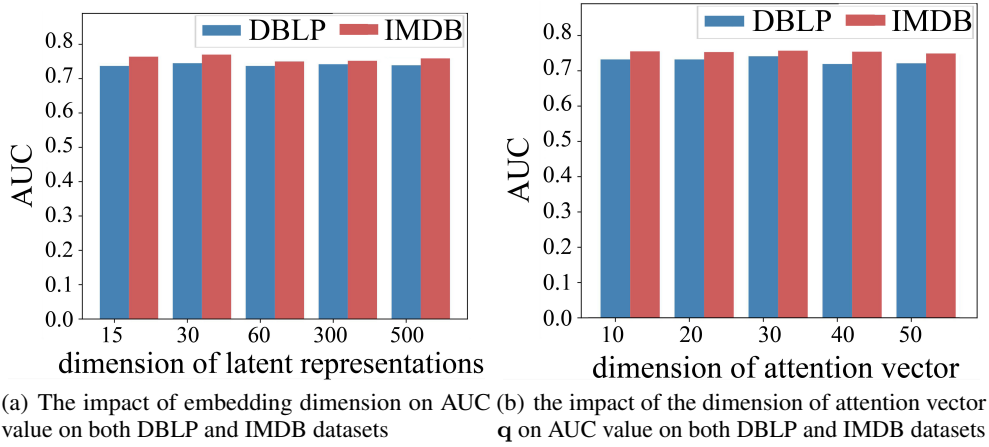 DBLP IMDB
AUC
0.8
0.7
0.6
0.5
0.4
0.3
0.2
0.1
0.0
15 30 60 300 500
dimension of latent representations
(a) The impact of embedding dimension on AUC
value on both DBLP and IMDB datasets
DBLP IMDB
AUC
0.8
0.7
0.6
0.5
0.4
0.3
0.2
0.1
0.0
10 20 30 40 50
dimension of attention vector
(b) the impact of the dimension of attention vector
q on AUC value on both DBLP and IMDB datasets